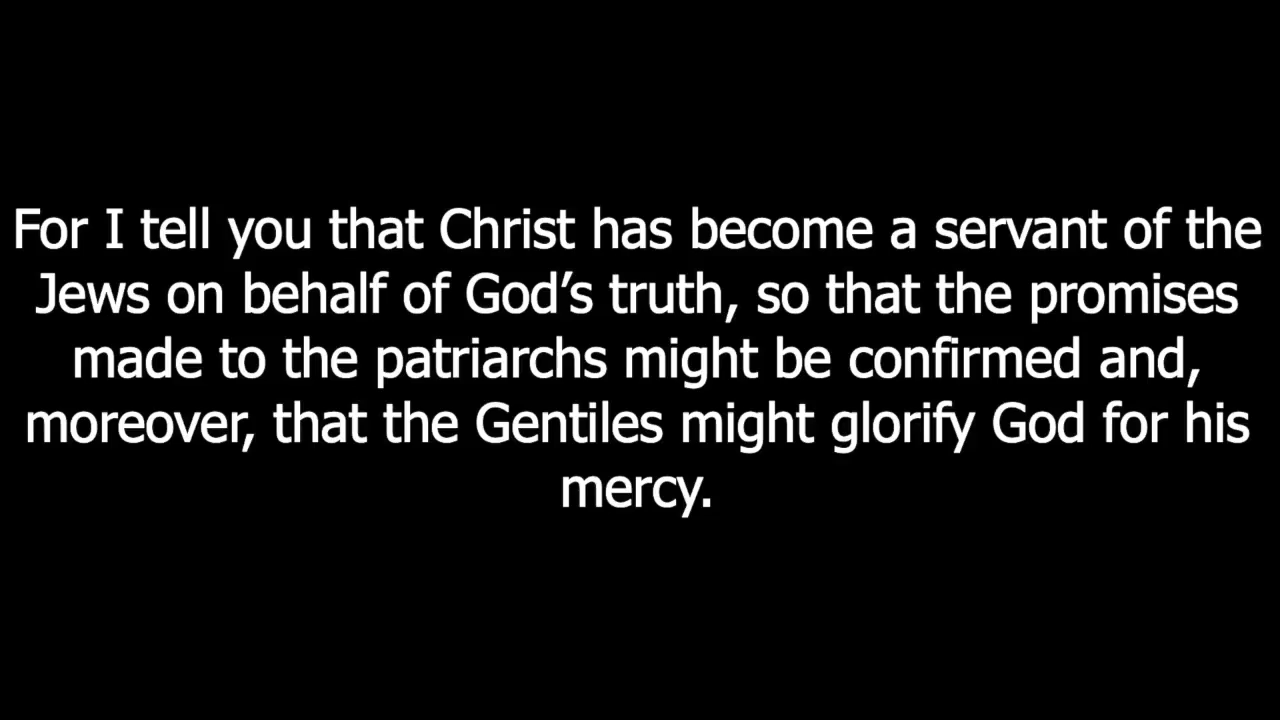 For I tell you that Christ has become a servant of the
Jews on behalf of God’s truth, so that the promises
made to the patriarchs might be confirmed and,
moreover, that the Gentiles might glorify God for his
mercy.